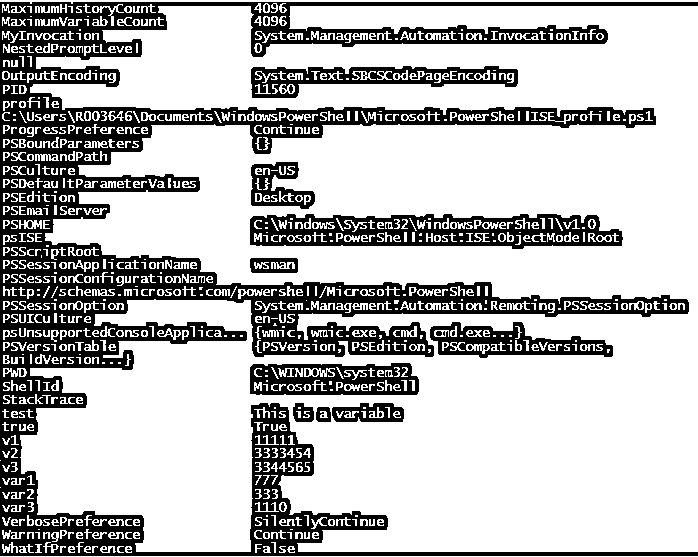 MaximumHistoryCount 4096
MaximumVariableCount 4096
MyInvocation System.Management.Automation.InvocationInfo
NestedPromptLevel 0
null
OutputEncoding System.Text.SBCSCodePageEncoding
PID 11560
profile
C:\Users\R003646\Documents\WindowsPowerShell\Microsoft.PowerShellISE_profile.ps1
ProgressPreference Continue
PSBoundParameters {}
PSCommandPath
PSCulture en-US
PSDefaultParameterValues {}
PSEdition Desktop
PSEmailServer
PSHOME C:\Windows\System32\WindowsPowerShell\v1.0
psISE Microsoft.PowerShell.Host.ISE.ObjectModelRoot
PSScriptRoot
PSSessionApplicationName wsman
PSSessionConfigurationName
http://schemas.microsoft.com/powershell/Microsoft.PowerShell
PSSessionOption System.Management.Automation.Remoting.PSSessionOption
PSUICulture en-US
psUnsupportedConsoleApplica... {wmic, wmic.exe, cmd, cmd.exe...}
PSVersionTable {PSVersion, PSEdition, PSCompatibleVersions,
BuildVersion...}
PWD C:\WINDOWS\system32
ShellId Microsoft.PowerShell
StackTrace
test This is a variable
true True
v1 11111
v2 3333454
v3 3344565
var1 777
var2 333
var3 1110
VerbosePreference SilentlyContinue
WarningPreference Continue
WhatIfPreference False